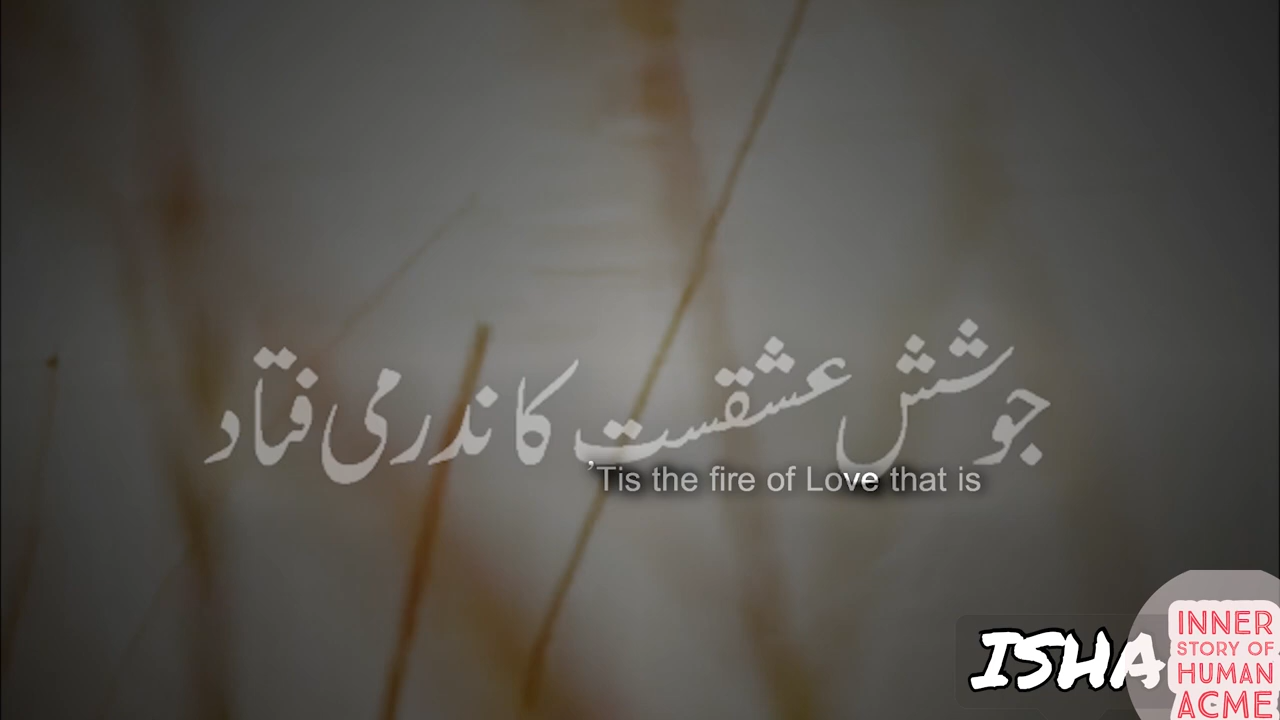 جوشش عشقست کاندر می فتاد
'Tis the fire of Love that is
ISHA
INNER
STORY OF
HUMAN
ACME